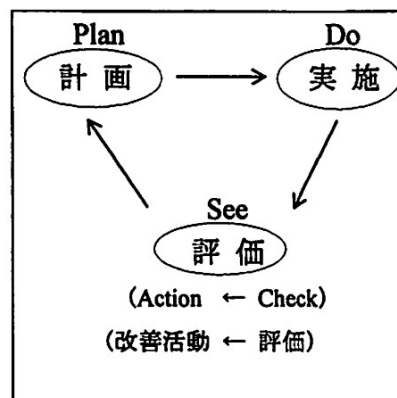 Plan
Do
計画
実施
See
評価
(Action ← Check)
(改善活動 ← 評価)